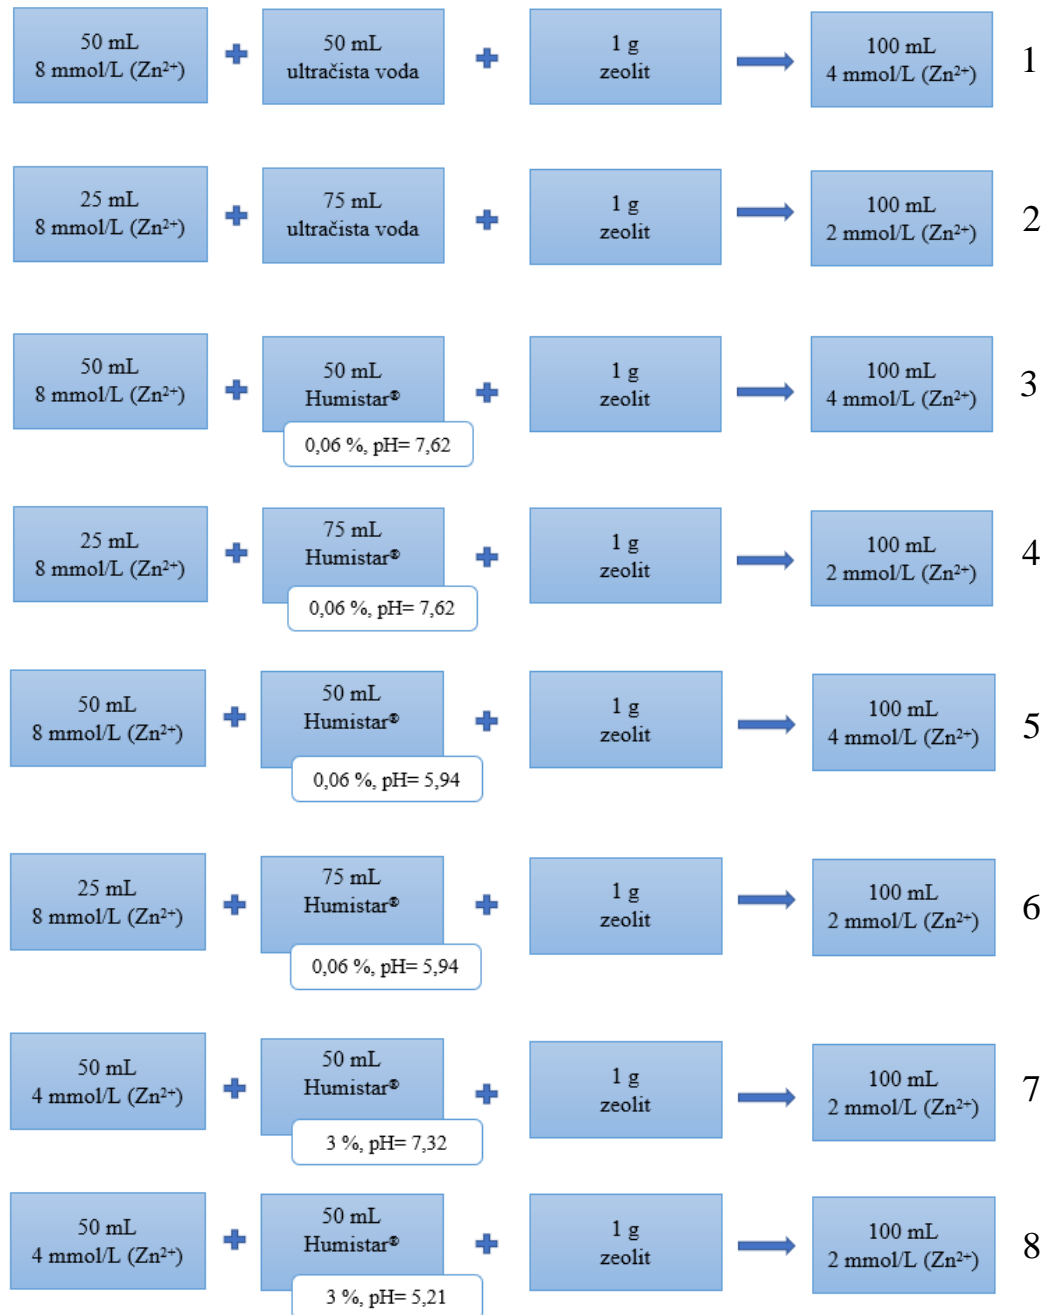 50 mL
8 mmol/L (Zn²⁺)
50 mL
ultračista voda
1 g
zeolit
100 mL
4 mmol/L (Zn²⁺)
1
25 mL
8 mmol/L (Zn²⁺)
75 mL
ultračista voda
1 g
zeolit
100 mL
2 mmol/L (Zn²⁺)
2
50 mL
8 mmol/L (Zn²⁺)
50 mL
Humistar®
0,06 %, pH= 7,62
1 g
zeolit
100 mL
4 mmol/L (Zn²⁺)
3
25 mL
8 mmol/L (Zn²⁺)
75 mL
Humistar®
0,06 %, pH= 7,62
1 g
zeolit
100 mL
2 mmol/L (Zn²⁺)
4
50 mL
8 mmol/L (Zn²⁺)
50 mL
Humistar®
0,06 %, pH= 5,94
1 g
zeolit
100 mL
4 mmol/L (Zn²⁺)
5
25 mL
8 mmol/L (Zn²⁺)
75 mL
Humistar®
0,06 %, pH= 5,94
1 g
zeolit
100 mL
2 mmol/L (Zn²⁺)
6
50 mL
4 mmol/L (Zn²⁺)
50 mL
Humistar®
3 %, pH= 7,32
1 g
zeolit
100 mL
2 mmol/L (Zn²⁺)
7
50 mL
4 mmol/L (Zn²⁺)
50 mL
Humistar®
3 %, pH= 5,21
1 g
zeolit
100 mL
2 mmol/L (Zn²⁺)
8